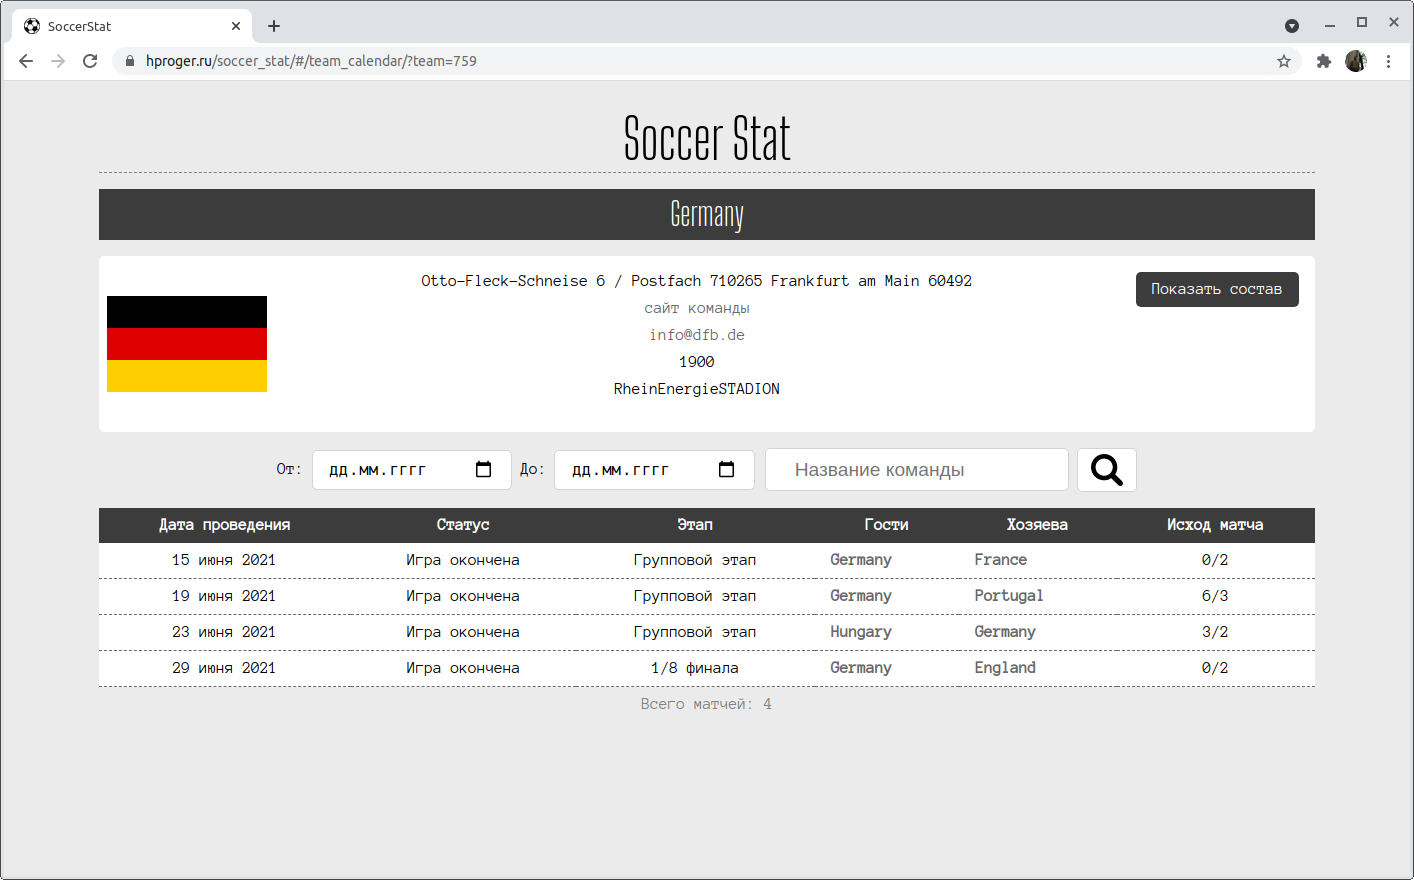 SoccerStat
hproger.ru/soccer_stat/#/team_calendar/?team=759
Soccer Stat
Germany
Otto-Fleck-Schneise 6 / Postfach 710265 Frankfurt am Main 60492
Показать состав
сайт команды
info@dfb.de
1900
RheinEnergieSTADION
От: дд.мм.гггг До: дд.мм.гггг Название команды
Дата проведения Статус Этап Гости Хозяева Исход матча
15 июня 2021 Игра окончена Групповой этап Germany France 0/2
19 июня 2021 Игра окончена Групповой этап Germany Portugal 6/3
23 июня 2021 Игра окончена Групповой этап Hungary Germany 3/2
29 июня 2021 Игра окончена 1/8 финала Germany England 0/2
Всего матчей: 4